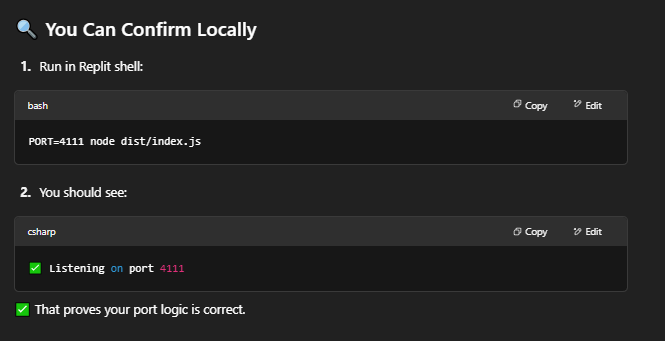 🔍 You Can Confirm Locally
1. Run in Replit shell:
bash Copy Edit
PORT=4111 node dist/index.js
2. You should see:
csharp Copy Edit
✅ Listening on port 4111
✅ That proves your port logic is correct.